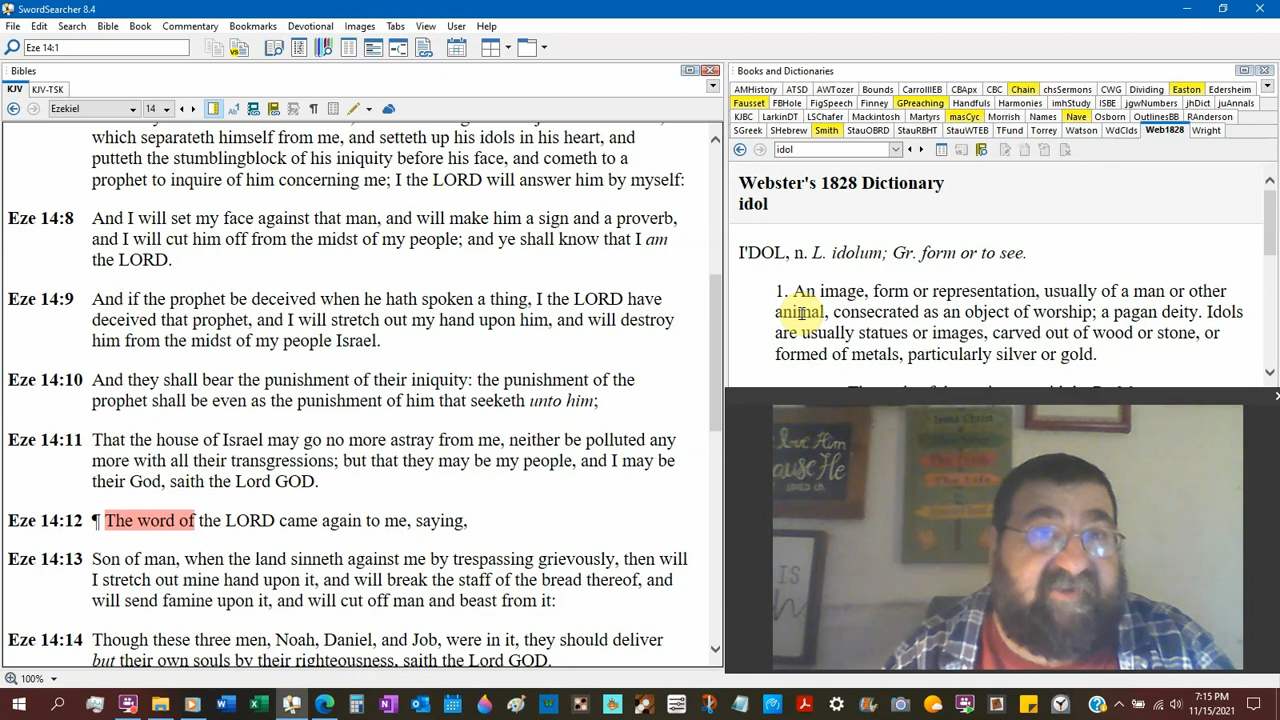 SwordSearcher 8.4
File Edit Search Bible Book Commentary Bookmarks Devotional Images Tabs View User Help
Eze 14:1
Bibles
KJV KJV-TSK
Ezekiel 14
which separateth himself from me, and setteth up his idols in his heart, and
putteth the stumblingblock of his iniquity before his face, and cometh to a
prophet to inquire of him concerning me; I the LORD will answer him by myself:
Eze 14:8 And I will set my face against that man, and will make him a sign and a proverb,
and I will cut him off from the midst of my people; and ye shall know that I am
the LORD.
Eze 14:9 And if the prophet be deceived when he hath spoken a thing, I the LORD have
deceived that prophet, and I will stretch out my hand upon him, and will destroy
him from the midst of my people Israel.
Eze 14:10 And they shall bear the punishment of their iniquity: the punishment of the
prophet shall be even as the punishment of him that seeketh unto him;
Eze 14:11 That the house of Israel may go no more astray from me, neither be polluted any
more with all their transgressions; but that they may be my people, and I may be
their God, saith the Lord GOD.
Eze 14:12 ¶ The word of the LORD came again to me, saying,
Eze 14:13 Son of man, when the land sinneth against me by trespassing grievously, then will
I stretch out mine hand upon it, and will break the staff of the bread thereof, and
will send famine upon it, and will cut off man and beast from it:
Eze 14:14 Though these three men, Noah, Daniel, and Job, were in it, they should deliver
but their own souls by their righteousness, saith the Lord GOD.
100%
Books and Dictionaries
AMHistory ATSD AWTozer Bounds CarrollEB CBApx CBC Chain chsSermons CWG Dividing Easton Edersheim
Fausset FBHole FigSpeech Finney GPreaching Handfuls Harmonies imhStudy ISBE jgwNumbers jhDict juAnnals
KJBC LarkinDT LSChafer Mackintosh Martyrs masCyc Morrish Nave Osborn OutlinesBB RAnderson
SGreek SHebrew Smith StauOBRD StauRBHT StauWTEB TFund Torrey Watson WdClds Web1828 Wright
idol
Webster's 1828 Dictionary
idol
I'DOL, n. L. idolum; Gr. form or to see.
1. An image, form or representation, usually of a man or other
animal, consecrated as an object of worship; a pagan deity. Idols
are usually statues or images, carved out of wood or stone, or
formed of metals, particularly silver or gold.
Jesus Christ
The Life
7:15 PM
11/15/2021